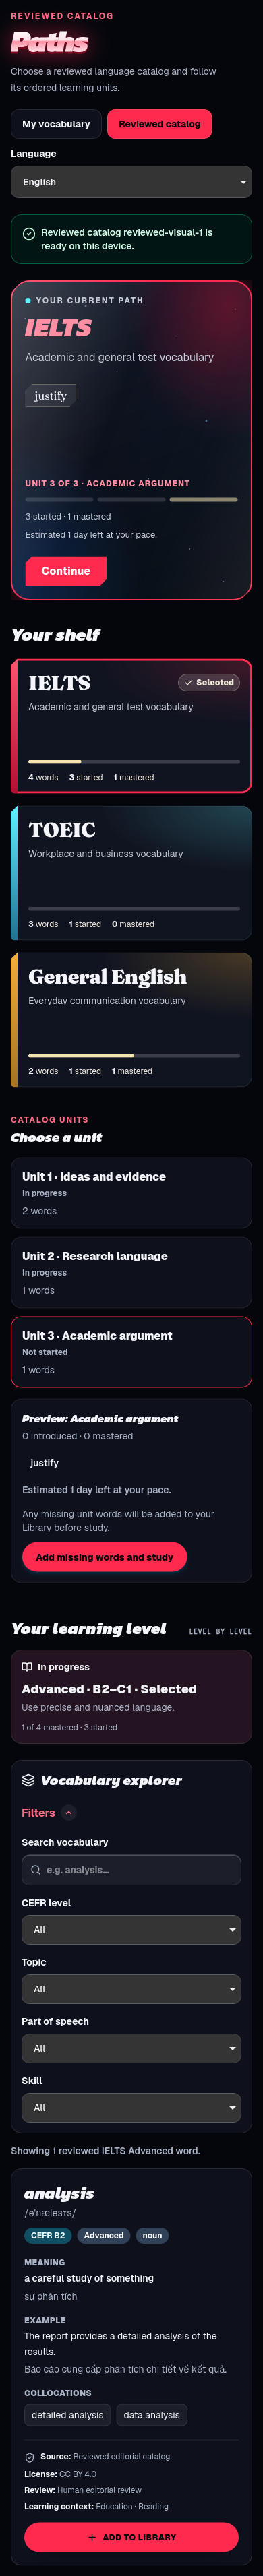 REVIEWED CATALOG
Paths
Choose a reviewed language catalog and follow
its ordered learning units.
My vocabulary
Reviewed catalog
Language
English
Reviewed catalog reviewed-visual-1 is
ready on this device.
YOUR CURRENT PATH
IELTS
Academic and general test vocabulary
justify
UNIT 3 OF 3 · ACADEMIC ARGUMENT
3 started · 1 mastered
Estimated 1 day left at your pace.
Continue
Your shelf
IELTS
Selected
Academic and general test vocabulary
4 words 3 started 1 mastered
TOEIC
Workplace and business vocabulary
3 words 1 started 0 mastered
General English
Everyday communication vocabulary
2 words 1 started 1 mastered
CATALOG UNITS
Choose a unit
Unit 1 · Ideas and evidence
In progress
2 words
Unit 2 · Research language
In progress
1 words
Unit 3 · Academic argument
Not started
1 words
Preview: Academic argument
0 introduced · 0 mastered
justify
Estimated 1 day left at your pace.
Any missing unit words will be added to your
Library before study.
Add missing words and study
Your learning level
LEVEL BY LEVEL
In progress
Advanced · B2–C1 · Selected
Use precise and nuanced language.
1 of 4 mastered · 3 started
Vocabulary explorer
Filters
Search vocabulary
e.g. analysis...
CEFR level
All
Topic
All
Part of speech
All
Skill
All
Showing 1 reviewed IELTS Advanced word.
analysis
/əˈnæləsɪs/
CEFR B2 Advanced noun
MEANING
a careful study of something
sự phân tích
EXAMPLE
The report provides a detailed analysis of the
results.
Báo cáo cung cấp phân tích chi tiết về kết quả.
COLLOCATIONS
detailed analysis data analysis
Source: Reviewed editorial catalog
License: CC BY 4.0
Review: Human editorial review
Learning context: Education · Reading
ADD TO LIBRARY